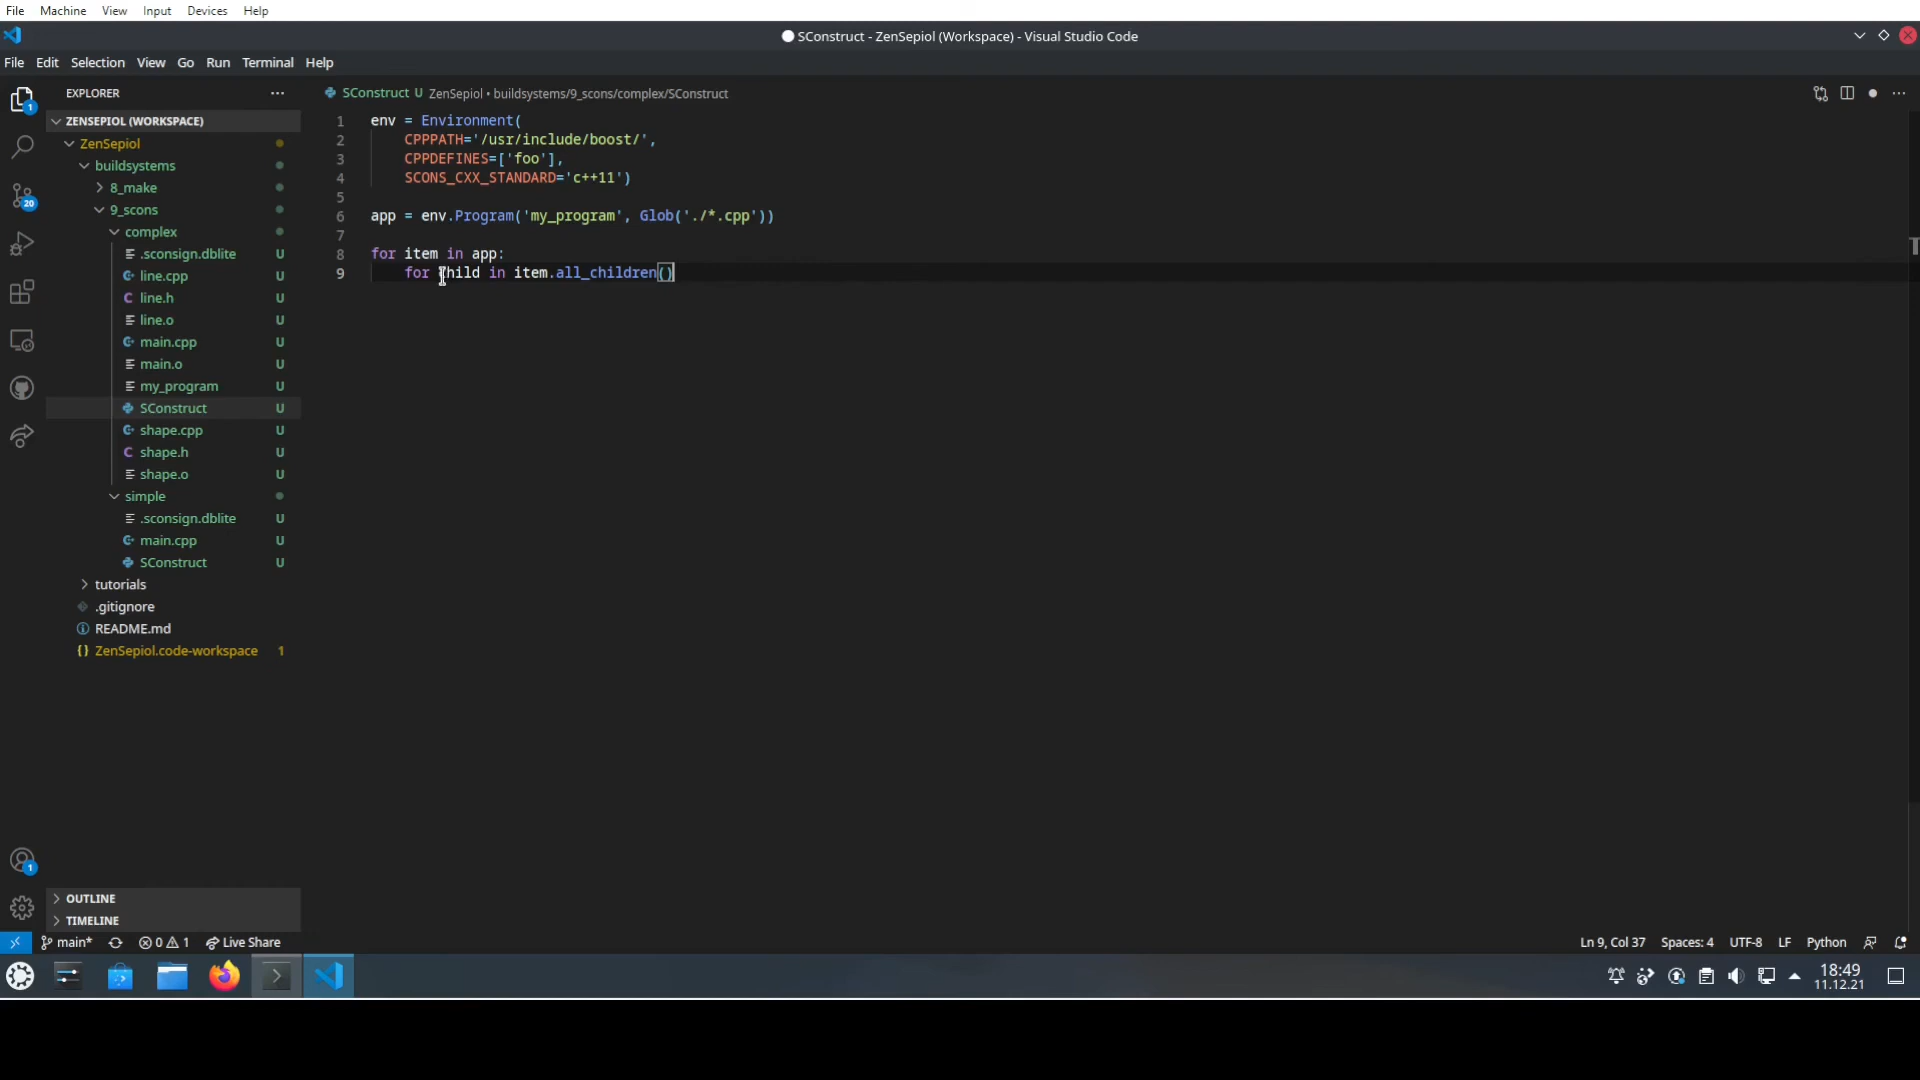 File Machine View Input Devices Help
SConstruct - ZenSepiol (Workspace) - Visual Studio Code
File Edit Selection View Go Run Terminal Help
EXPLORER
SConstruct U ZenSepiol • buildsystems/9_scons/complex/SConstruct
ZENSEPIOL (WORKSPACE)
ZenSepiol
buildsystems
8_make
9_scons
complex
.sconsign.dblite U
line.cpp U
line.h U
line.o U
main.cpp U
main.o U
my_program U
SConstruct U
shape.cpp U
shape.h U
shape.o U
simple
.sconsign.dblite U
main.cpp U
SConstruct U
tutorials
.gitignore
README.md
ZenSepiol.code-workspace 1
OUTLINE
TIMELINE
1 env = Environment(
2 CPPPATH='/usr/include/boost/',
3 CPPDEFINES=['foo'],
4 SCONS_CXX_STANDARD='c++11')
5
6 app = env.Program('my_program', Glob('./*.cpp'))
7
8 for item in app:
9 for child in item.all_children()
1
20
1
main* 0 1 Live Share
Ln 9, Col 37 Spaces: 4 UTF-8 LF Python
18:49
11.12.21